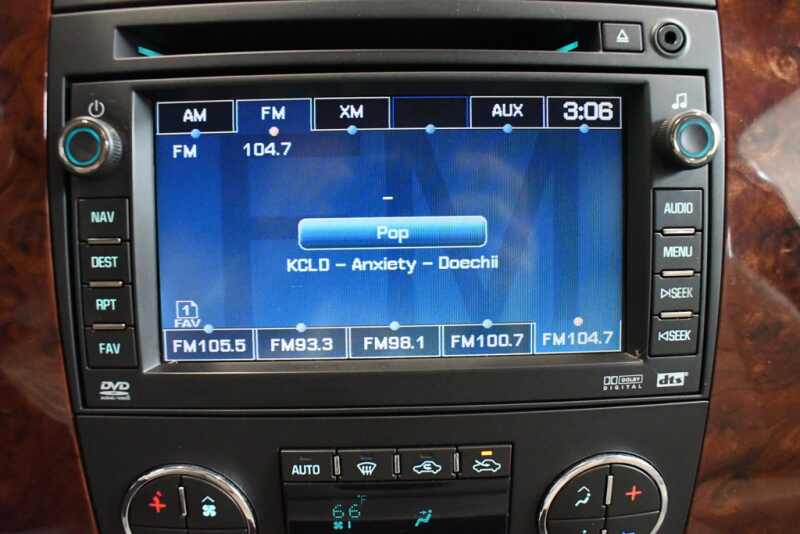 AM FM XM AUX 3:06
FM 104.7
NAV
DEST
RPT
FAV
AUDIO
MENU
SEEK
SEEK
-
Pop
KCLD - Anxiety - Doechii
1
FAV
FM105.5 FM93.3 FM98.1 FM100.7 FM104.7
DVD
DOLBY
DIGITAL
dts
AUTO
66 °F